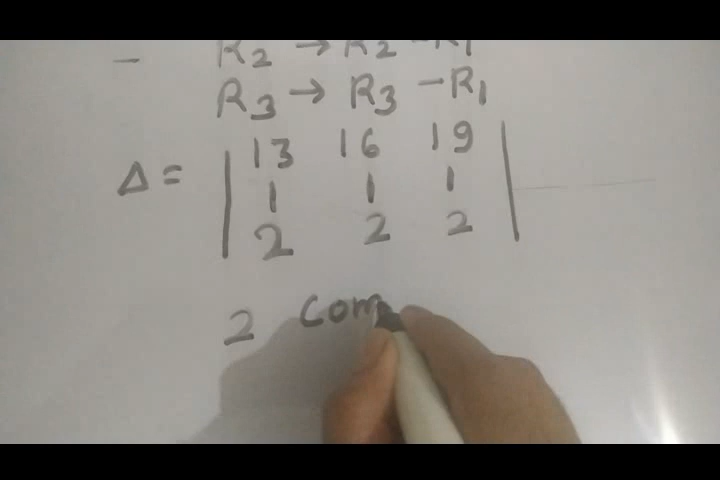 – R2 → R2 – R1
R3 → R3 – R1
Δ = | 13 16 19 |
1 1 1
2 2 2
2 Com